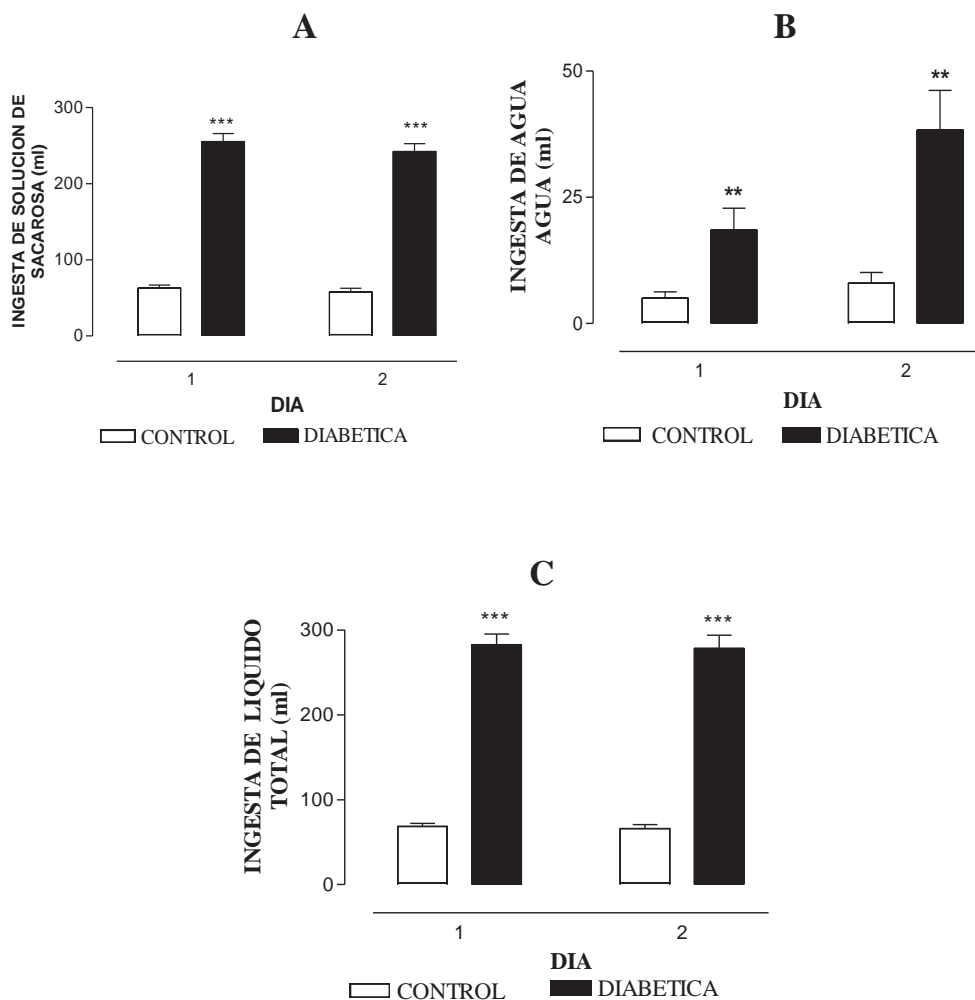 A
INGESTA DE SOLUCION DE
SACAROSA (ml)
300
200
100
0
***
***
1
2
DIA
CONTROL
DIABETICA
B
INGESTA DE AGUA
AGUA (ml)
50
25
0
**
**
1
2
DIA
CONTROL
DIABETICA
C
INGESTA DE LIQUIDO
TOTAL (ml)
300
200
100
0
***
***
1
2
DIA
CONTROL
DIABETICA